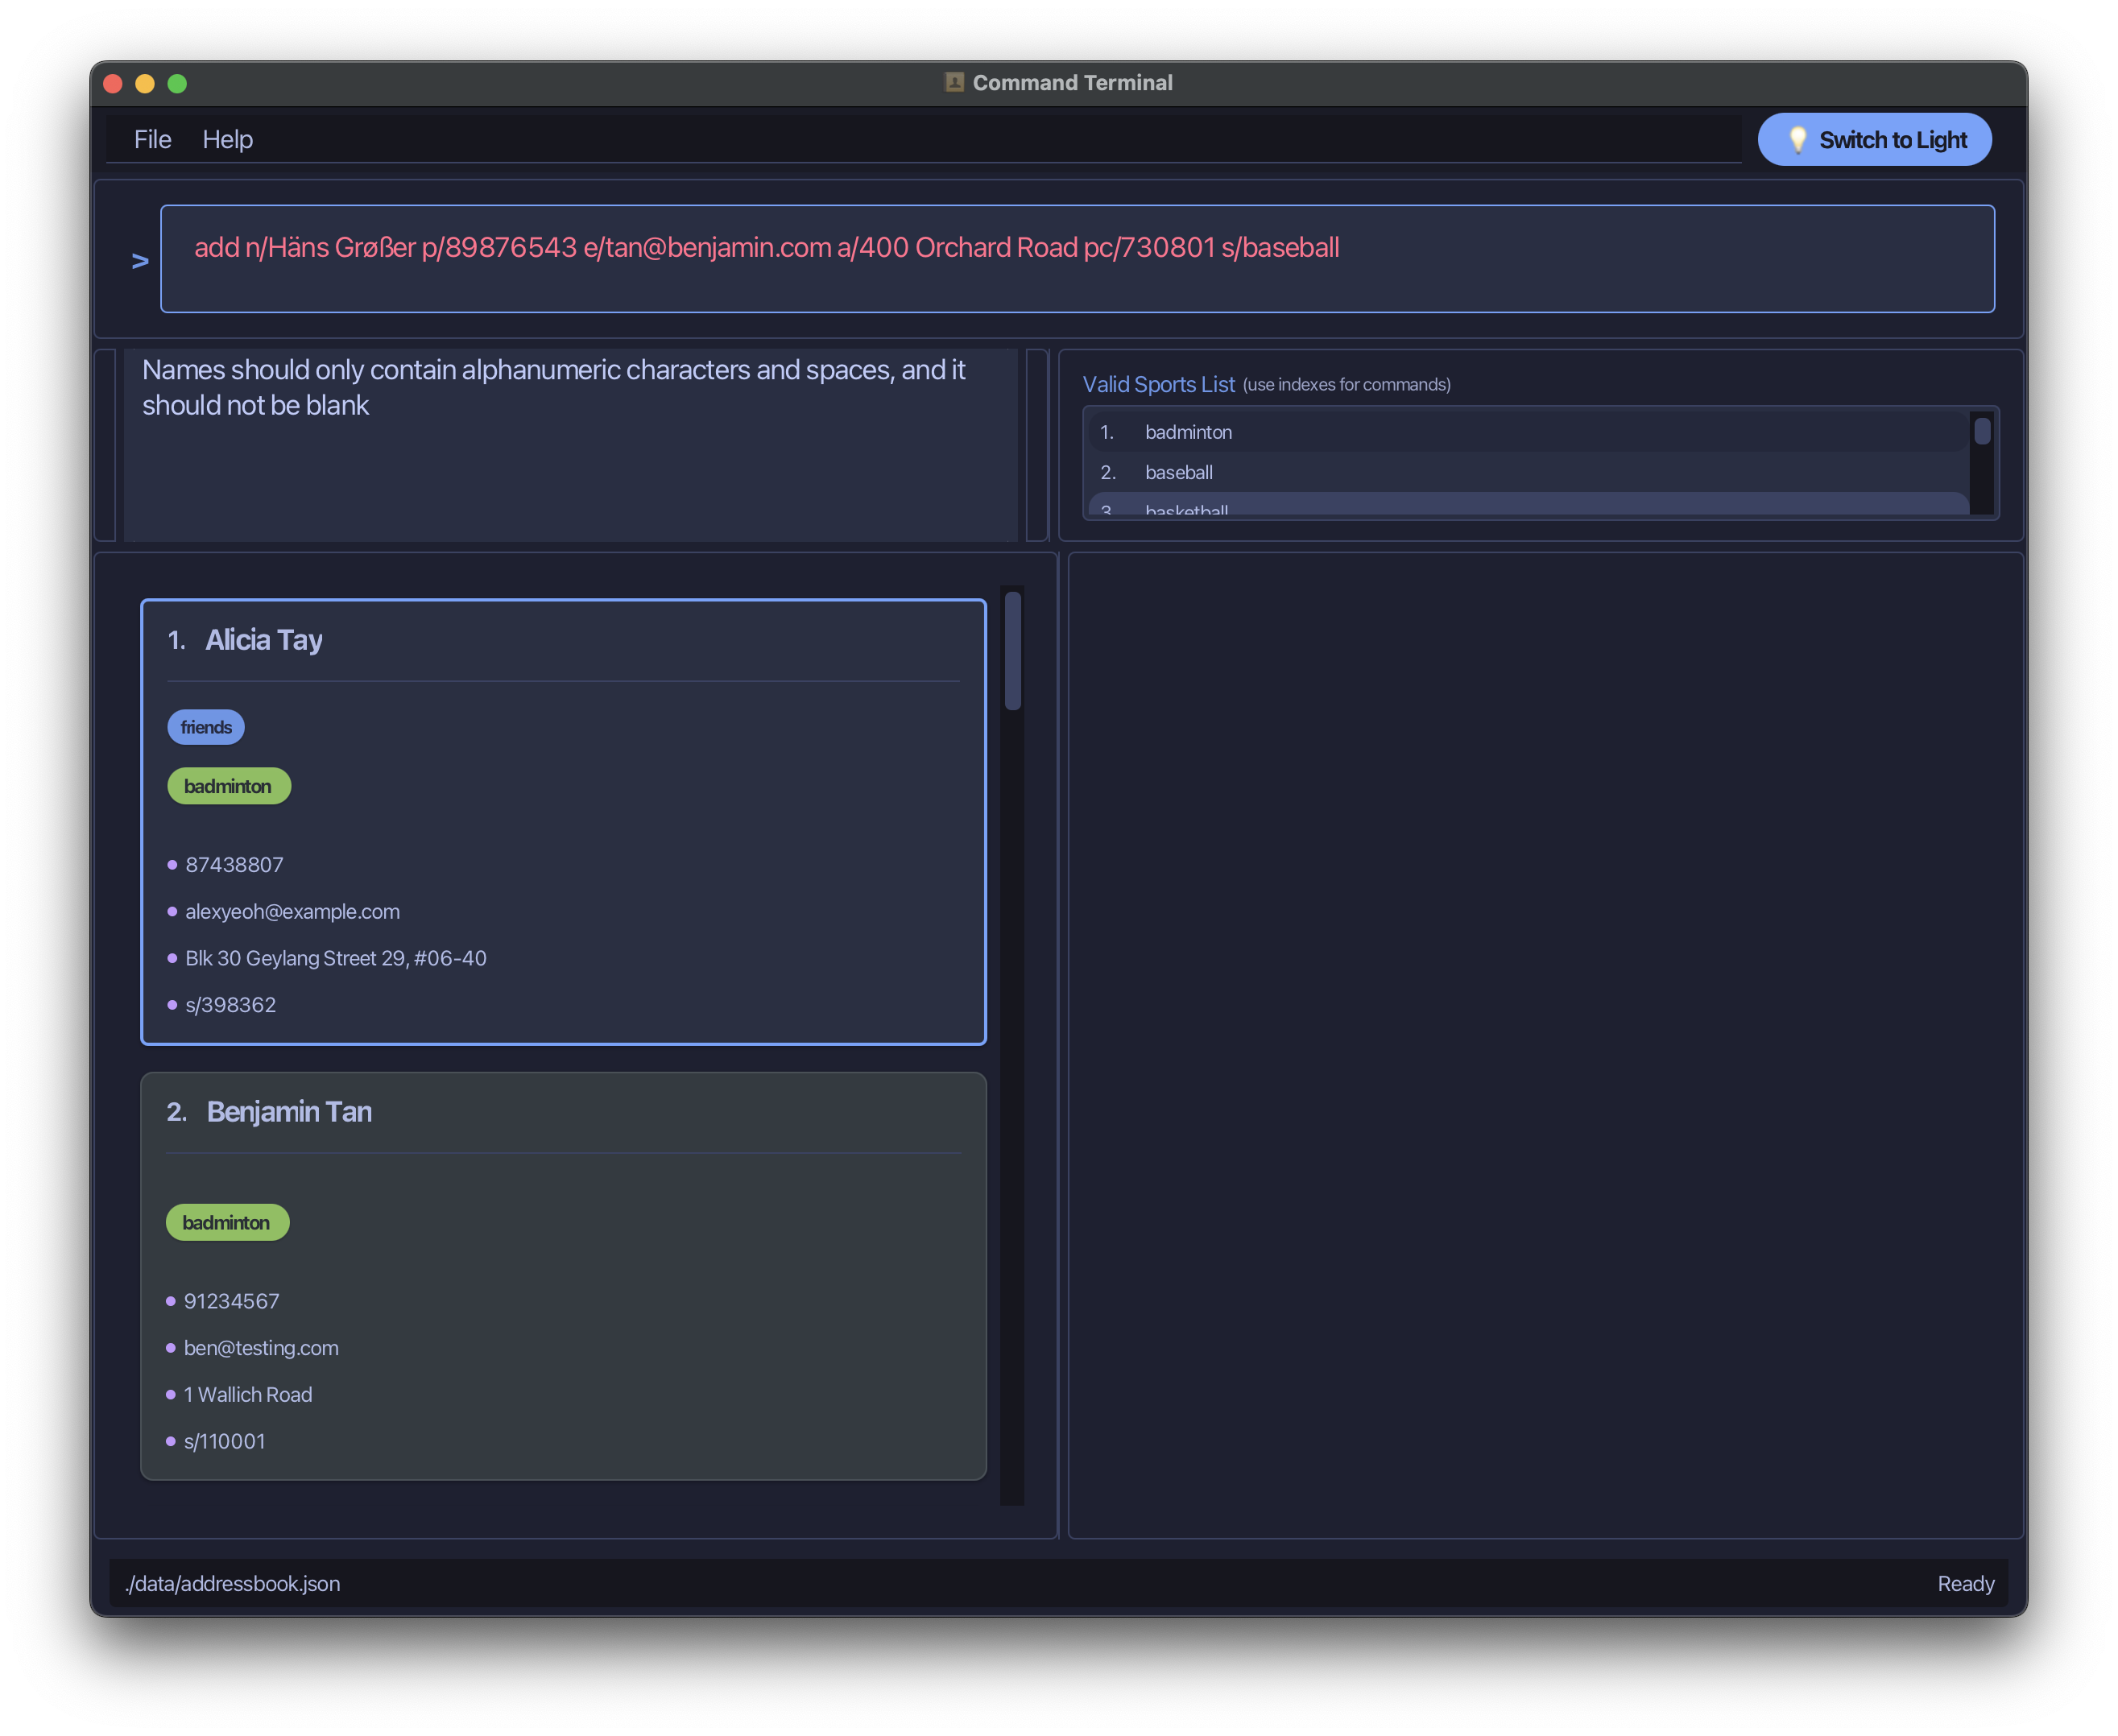 Command Terminal
File Help
💡 Switch to Light
> add n/Häns Grøßer p/89876543 e/tan@benjamin.com a/400 Orchard Road pc/730801 s/baseball
Names should only contain alphanumeric characters and spaces, and it
should not be blank
Valid Sports List (use indexes for commands)
1. badminton
2. baseball
3. basketball
1. Alicia Tay
friends
badminton
87438807
alexyeoh@example.com
Blk 30 Geylang Street 29, #06-40
s/398362
2. Benjamin Tan
badminton
91234567
ben@testing.com
1 Wallich Road
s/110001
./data/addressbook.json
Ready